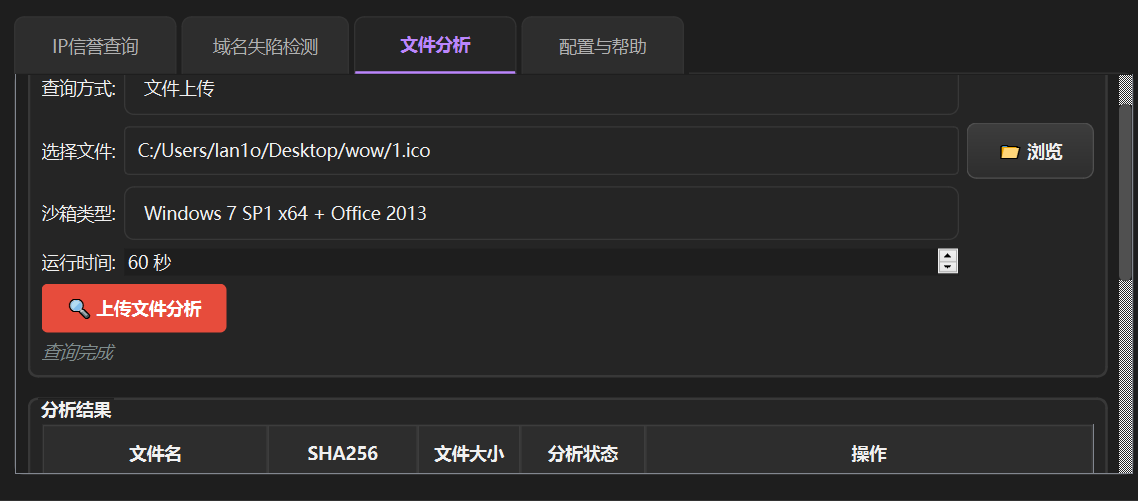 IP信誉查询 域名失陷检测 文件分析 配置与帮助
查询方式: 文件上传
选择文件: C:/Users/lan1o/Desktop/wow/1.ico 浏览
沙箱类型: Windows 7 SP1 x64 + Office 2013
运行时间: 60 秒
上传文件分析
查询完成
分析结果
文件名 SHA256 文件大小 分析状态 操作